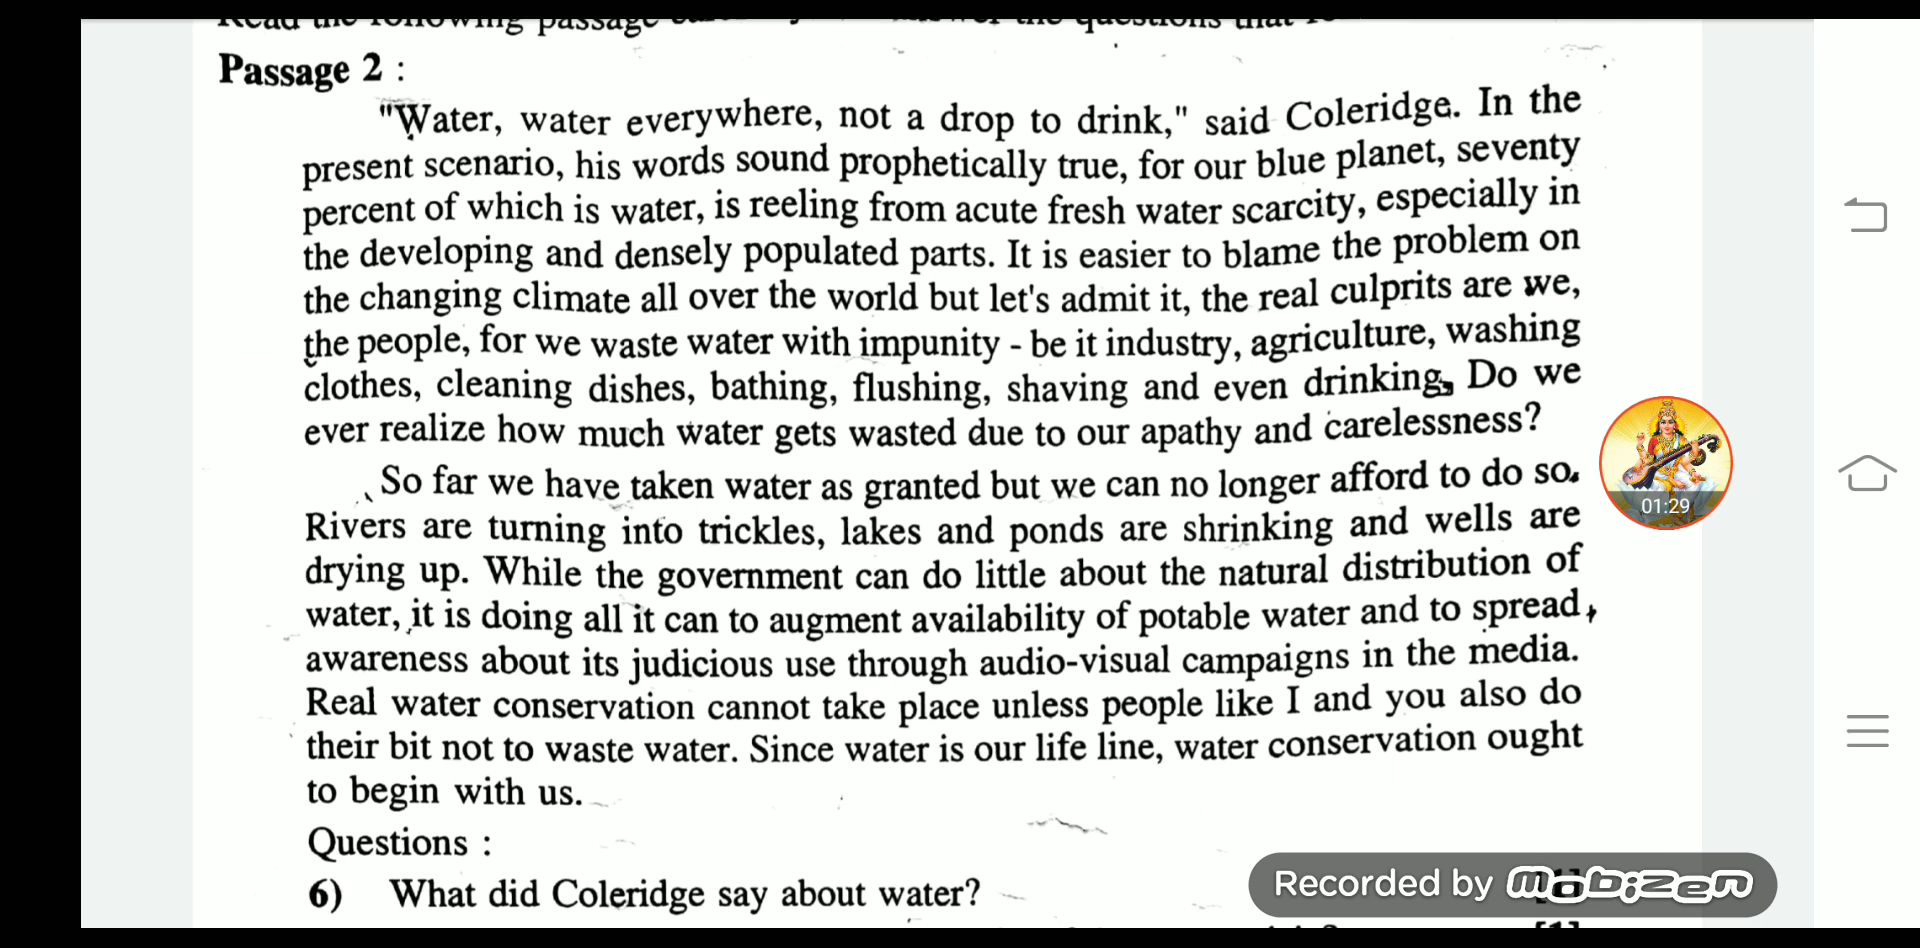 Read the following passage
Passage 2 :
"Water, water everywhere, not a drop to drink," said Coleridge. In the
present scenario, his words sound prophetically true, for our blue planet, seventy
percent of which is water, is reeling from acute fresh water scarcity, especially in
the developing and densely populated parts. It is easier to blame the problem on
the changing climate all over the world but let's admit it, the real culprits are we,
the people, for we waste water with impunity - be it industry, agriculture, washing
clothes, cleaning dishes, bathing, flushing, shaving and even drinking, Do we
ever realize how much water gets wasted due to our apathy and carelessness?
So far we have taken water as granted but we can no longer afford to do so.
Rivers are turning into trickles, lakes and ponds are shrinking and wells are
drying up. While the government can do little about the natural distribution of
water, it is doing all it can to augment availability of potable water and to spread,
awareness about its judicious use through audio-visual campaigns in the media.
Real water conservation cannot take place unless people like I and you also do
their bit not to waste water. Since water is our life line, water conservation ought
to begin with us.
Questions :
6) What did Coleridge say about water?
01:29
Recorded by Mobizen